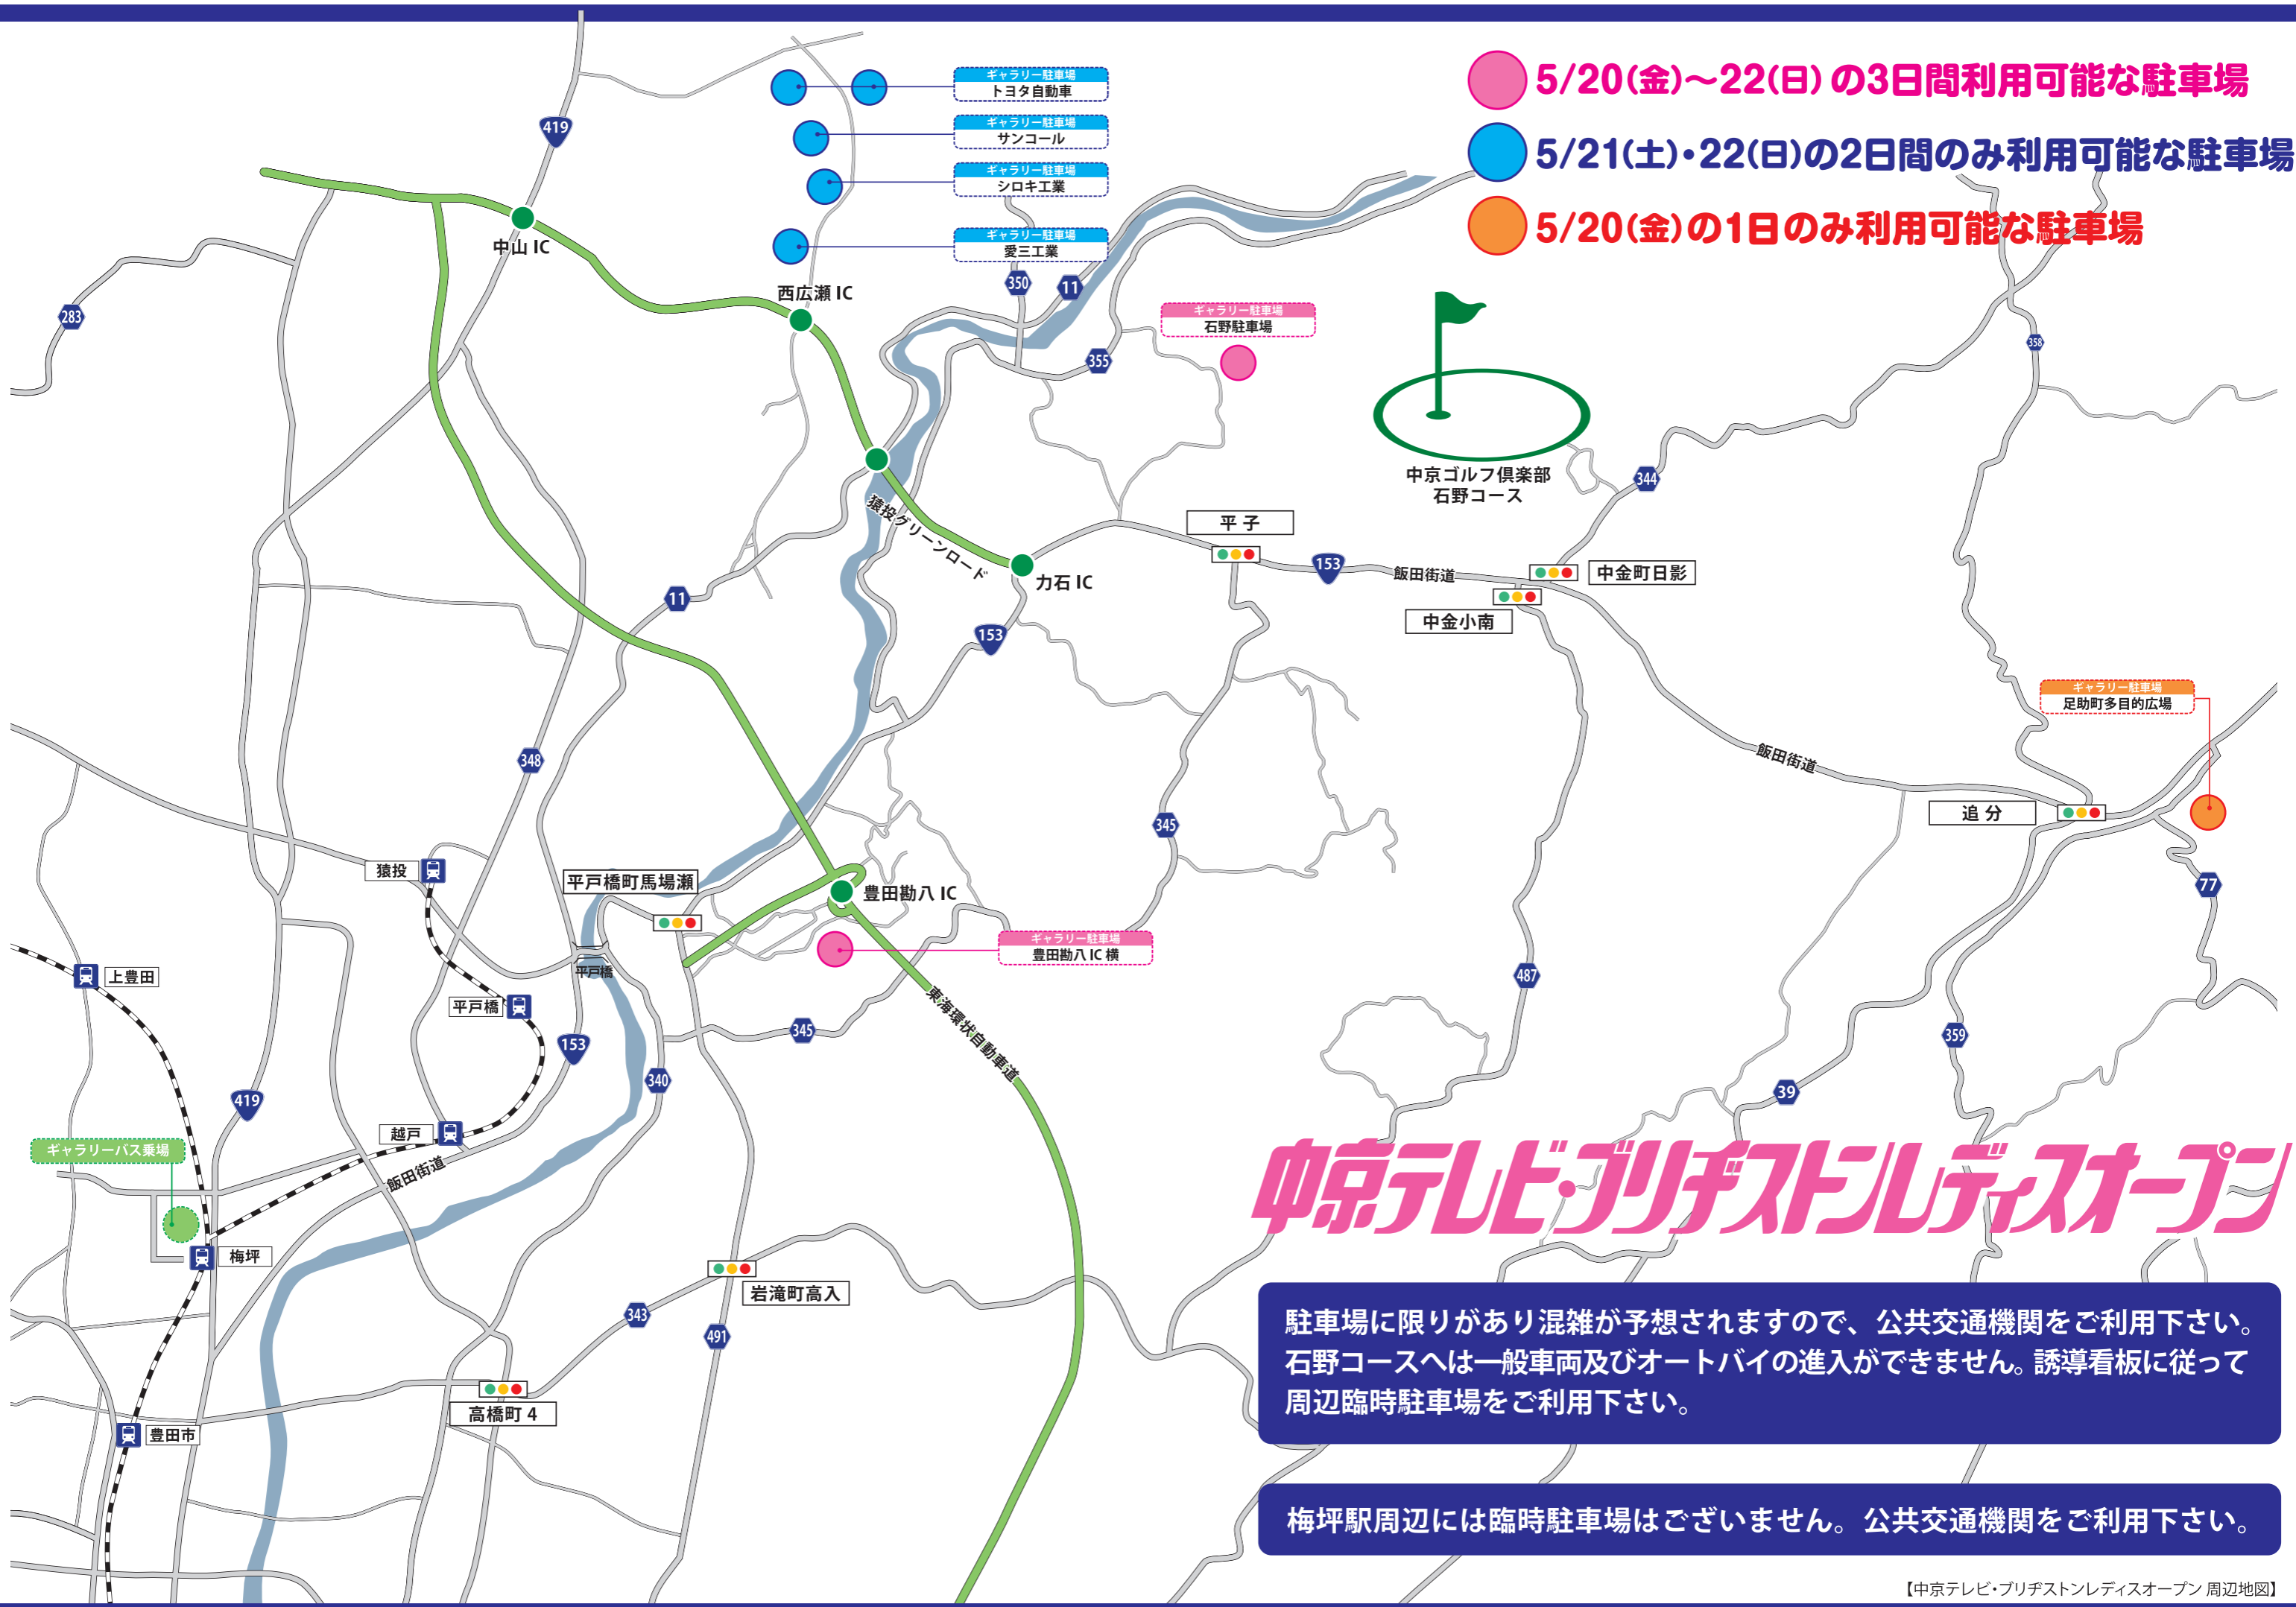 5/20(金)～22(日)の3日間利用可能な駐車場
5/21(土)・22(日)の2日間のみ利用可能な駐車場
5/20(金)の1日のみ利用可能な駐車場
ギャラリー駐車場
トヨタ自動車
ギャラリー駐車場
サンコール
ギャラリー駐車場
シロキ工業
ギャラリー駐車場
愛三工業
419
中山 IC
西広瀬 IC
283
350
11
355
ギャラリー駐車場
石野駐車場
358
中京ゴルフ倶楽部
石野コース
344
猿投グリーンロード
力石 IC
平 子
153
飯田街道
中金町日影
中金小南
11
153
ギャラリー駐車場
足助町多目的広場
飯田街道
348
345
追 分
77
猿投
平戸橋町馬場瀬
豊田勘八 IC
ギャラリー駐車場
豊田勘八 IC 横
平戸橋
上豊田
平戸橋
東海環状自動車道
487
345
153
340
359
39
419
越戸
飯田街道
ギャラリーバス乗場
梅坪
中京テレビ・ブリヂストンレディスオープン
岩滝町高入
343
491
高橋町 4
豊田市
駐車場に限りがあり混雑が予想されますので、公共交通機関をご利用下さい。
石野コースへは一般車両及びオートバイの進入ができません。誘導看板に従って
周辺臨時駐車場をご利用下さい。
梅坪駅周辺には臨時駐車場はございません。公共交通機関をご利用下さい。
【中京テレビ・ブリヂストンレディスオープン 周辺地図】